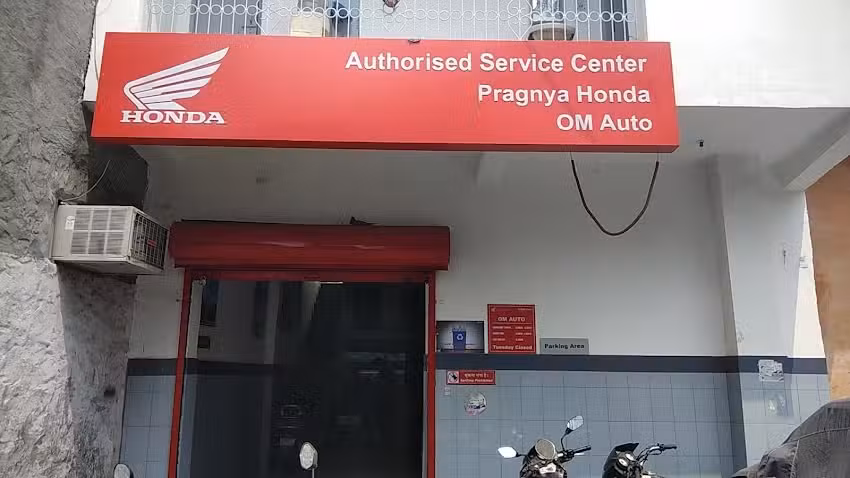 HONDA
Authorised Service Center
Pragnya Honda
OM Auto
OM AUTO
Tuesday Closed
Parking Area